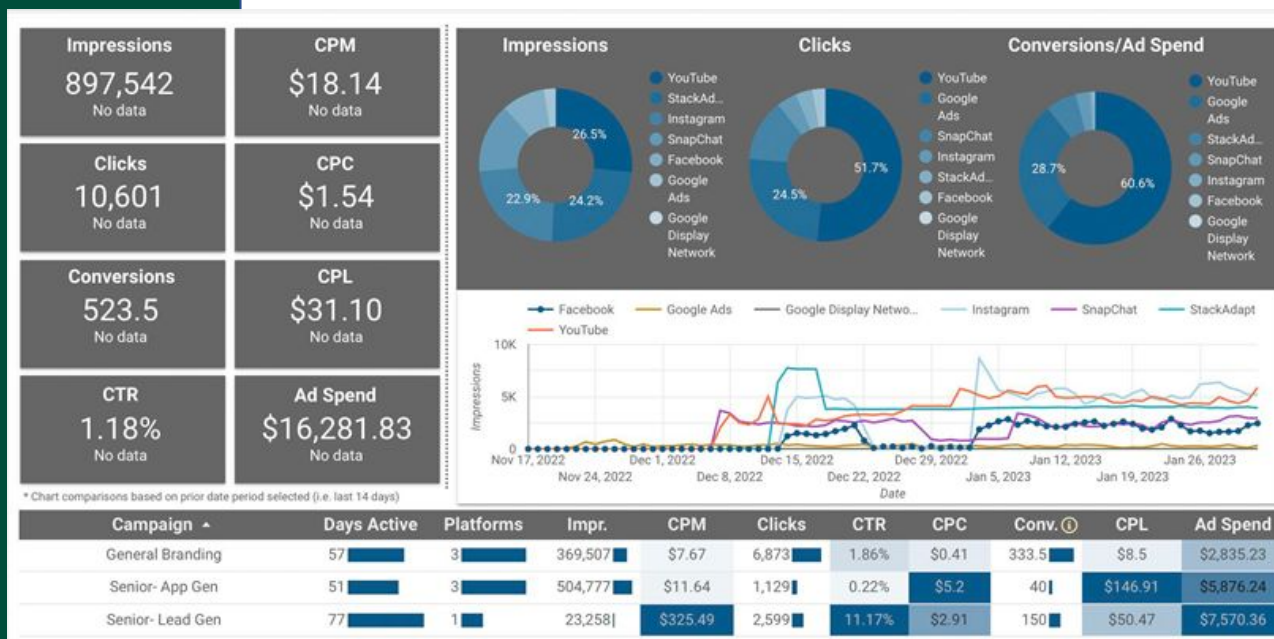 Impressions
897,542
No data
CPM
$18.14
No data
Clicks
10,601
No data
CPC
$1.54
No data
Conversions
523.5
No data
CPL
$31.10
No data
CTR
1.18%
No data
Ad Spend
$16,281.83
No data
* Chart comparisons based on prior date period selected (i.e. last 14 days)
Impressions
26.5%
24.2%
22.9%
YouTube
StackAd...
Instagram
SnapChat
Facebook
Google
Ads
Google
Display
Network
Clicks
51.7%
24.5%
YouTube
Google
Ads
SnapChat
Instagram
StackAd...
Facebook
Google
Display
Network
Conversions/Ad Spend
28.7%
60.6%
YouTube
Google
Ads
StackAd...
SnapChat
Instagram
Facebook
Google
Display
Network
Facebook Google Ads Google Display Netwo... Instagram SnapChat StackAdapt
YouTube
10K
5K
0
Impressions
Nov 17, 2022 Dec 1, 2022 Dec 15, 2022 Dec 29, 2022 Jan 12, 2023 Jan 26, 2023
Nov 24, 2022 Dec 8, 2022 Dec 22, 2022 Jan 5, 2023 Jan 19, 2023
Date
Campaign Days Active Platforms Impr. CPM Clicks CTR CPC Conv. CPL Ad Spend
General Branding 57 3 369,507 $7.67 6,873 1.86% $0.41 333.5 $8.5 $2,835.23
Senior- App Gen 51 3 504,777 $11.64 1,129 0.22% $5.2 40 $146.91 $5,876.24
Senior- Lead Gen 77 1 23,258 $325.49 2,599 11.17% $2.91 150 $50.47 $7,570.36